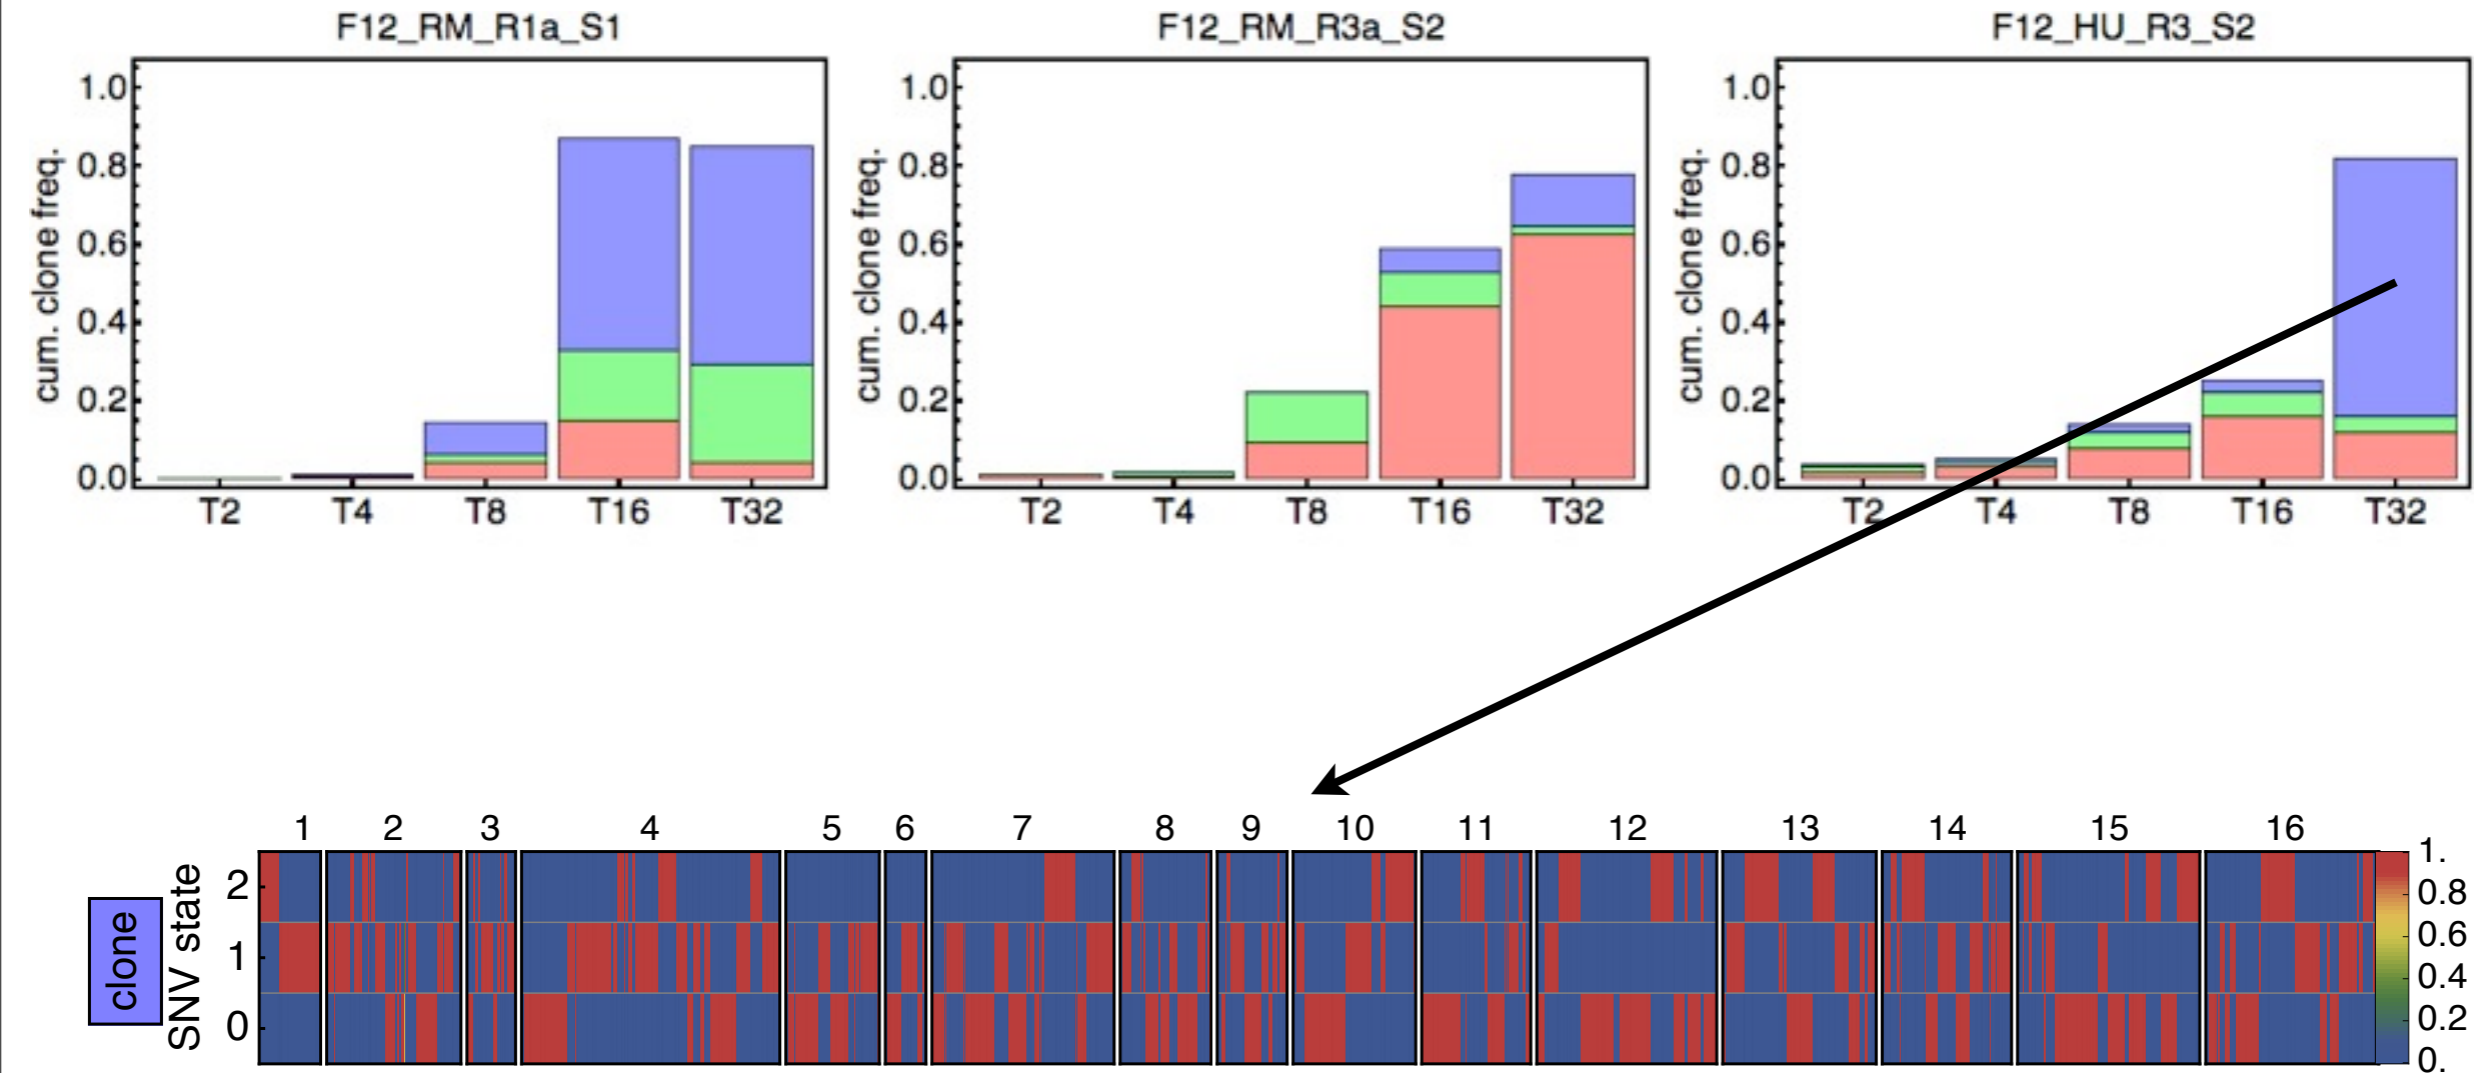 F12_RM_R1a_S1
cum. clone freq.
1.0
0.8
0.6
0.4
0.2
0.0
T2 T4 T8 T16 T32
F12_RM_R3a_S2
cum. clone freq.
1.0
0.8
0.6
0.4
0.2
0.0
T2 T4 T8 T16 T32
F12_HU_R3_S2
cum. clone freq.
1.0
0.8
0.6
0.4
0.2
0.0
T2 T4 T8 T16 T32
1 2 3 4 5 6 7 8 9 10 11 12 13 14 15 16
clone
SNV state
2
1
0
1.
0.8
0.6
0.4
0.2
0.